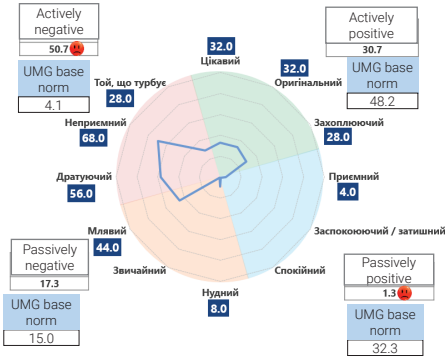 Actively
negative
50.7
UMG base
norm
4.1
Actively
positive
30.7
UMG base
norm
48.2
32.0
Цікавий
32.0
Оригінальний
28.0
Захоплюючий
4.0
Приємний
Заспокоюючий / затишний
Спокійний
8.0
Нудний
Звичайний
44.0
Млявий
56.0
Дратуючий
68.0
Неприємний
28.0
Той, що турбує
Passively
negative
17.3
UMG base
norm
15.0
Passively
positive
1.3
UMG base
norm
32.3